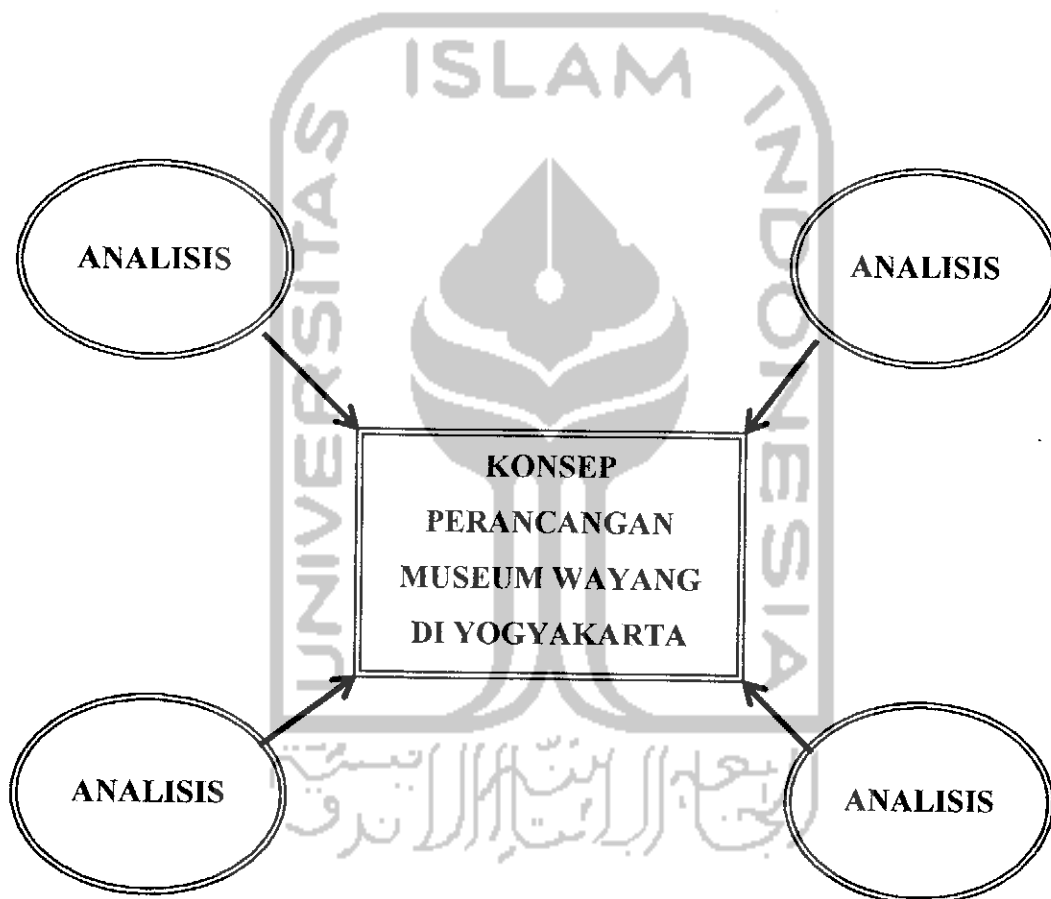 ISLAM
UNIVERSITAS
INDONESIA
ANALISIS
ANALISIS
KONSEP
PERANCANGAN
MUSEUM WAYANG
DI YOGYAKARTA
ANALISIS
ANALISIS